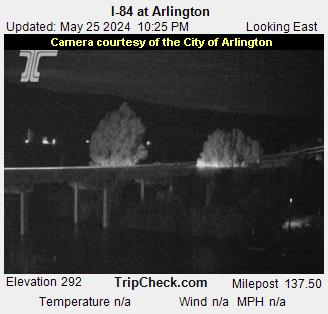 I-84 at Arlington
Updated: May 25 2024 10:25 PM Looking East
Camera courtesy of the City of Arlington
Elevation 292 TripCheck.com Milepost 137.50
Temperature n/a Wind n/a MPH n/a